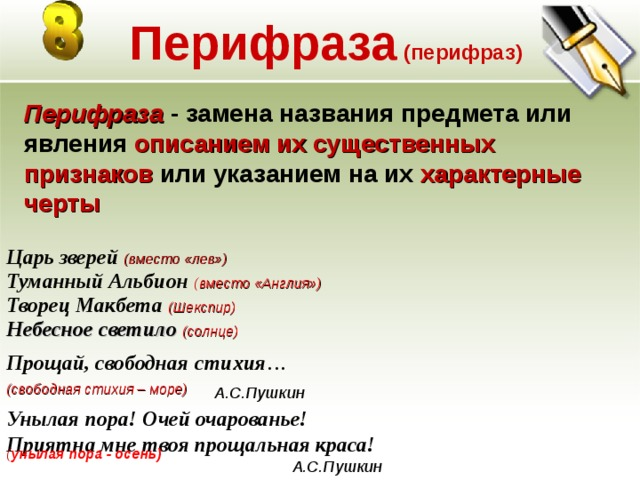 8
Перифраза (перифраз)
Перифраза - замена названия предмета или
явления описанием их существенных
признаков или указанием на их характерные
черты
Царь зверей (вместо «лев»)
Туманный Альбион (вместо «Англия»)
Творец Макбета (Шекспир)
Небесное светило (солнце)
Прощай, свободная стихия…
(свободная стихия – море)
А.С.Пушкин
Унылая пора! Очей очарованье!
Приятна мне твоя прощальная краса!
(унылая пора - осень)
А.С.Пушкин